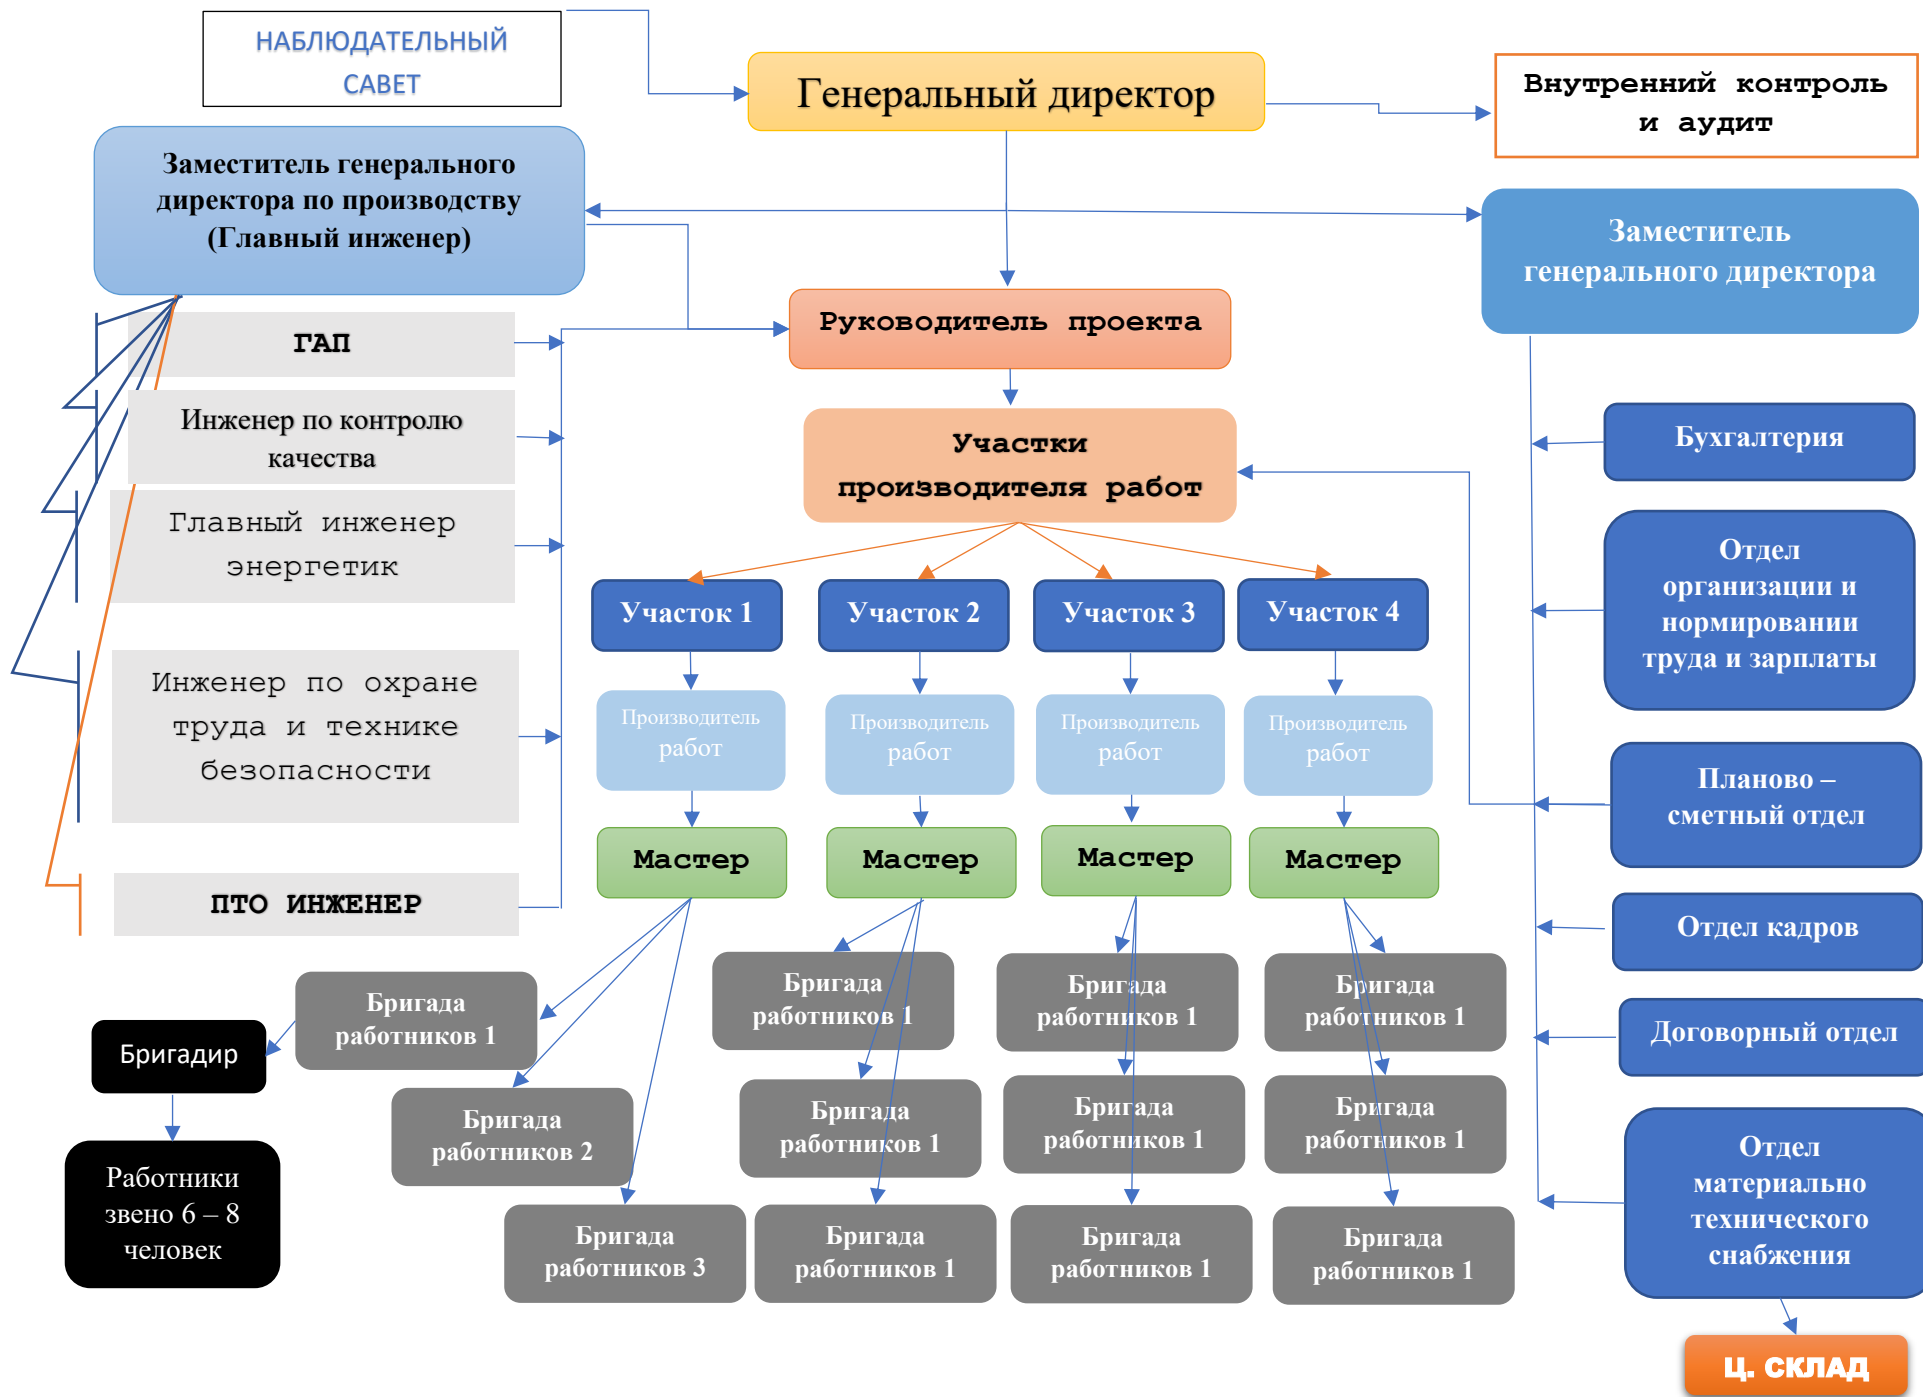 НАБЛЮДАТЕЛЬНЫЙ
САВЕТ
Генеральный директор
Внутренний контроль
и аудит
Заместитель генерального
директора по производству
(Главный инженер)
Заместитель
генерального директора
Руководитель проекта
ГАП
Инженер по контролю
качества
Главный инженер
энергетик
Инженер по охране
труда и технике
безопасности
ПТО ИНЖЕНЕР
Участки
производителя работ
Участок 1
Участок 2
Участок 3
Участок 4
Производитель
работ
Производитель
работ
Производитель
работ
Производитель
работ
Мастер
Мастер
Мастер
Мастер
Бригада
работников 1
Бригада
работников 2
Бригада
работников 3
Бригада
работников 1
Бригада
работников 1
Бригада
работников 1
Бригада
работников 1
Бригада
работников 1
Бригада
работников 1
Бригада
работников 1
Бригада
работников 1
Бригада
работников 1
Бригадир
Работники
звено 6 – 8
человек
Бухгалтерия
Отдел
организации и
нормировании
труда и зарплаты
Планово –
сметный отдел
Отдел кадров
Договорный отдел
Отдел
материально
технического
снабжения
Ц. СКЛАД